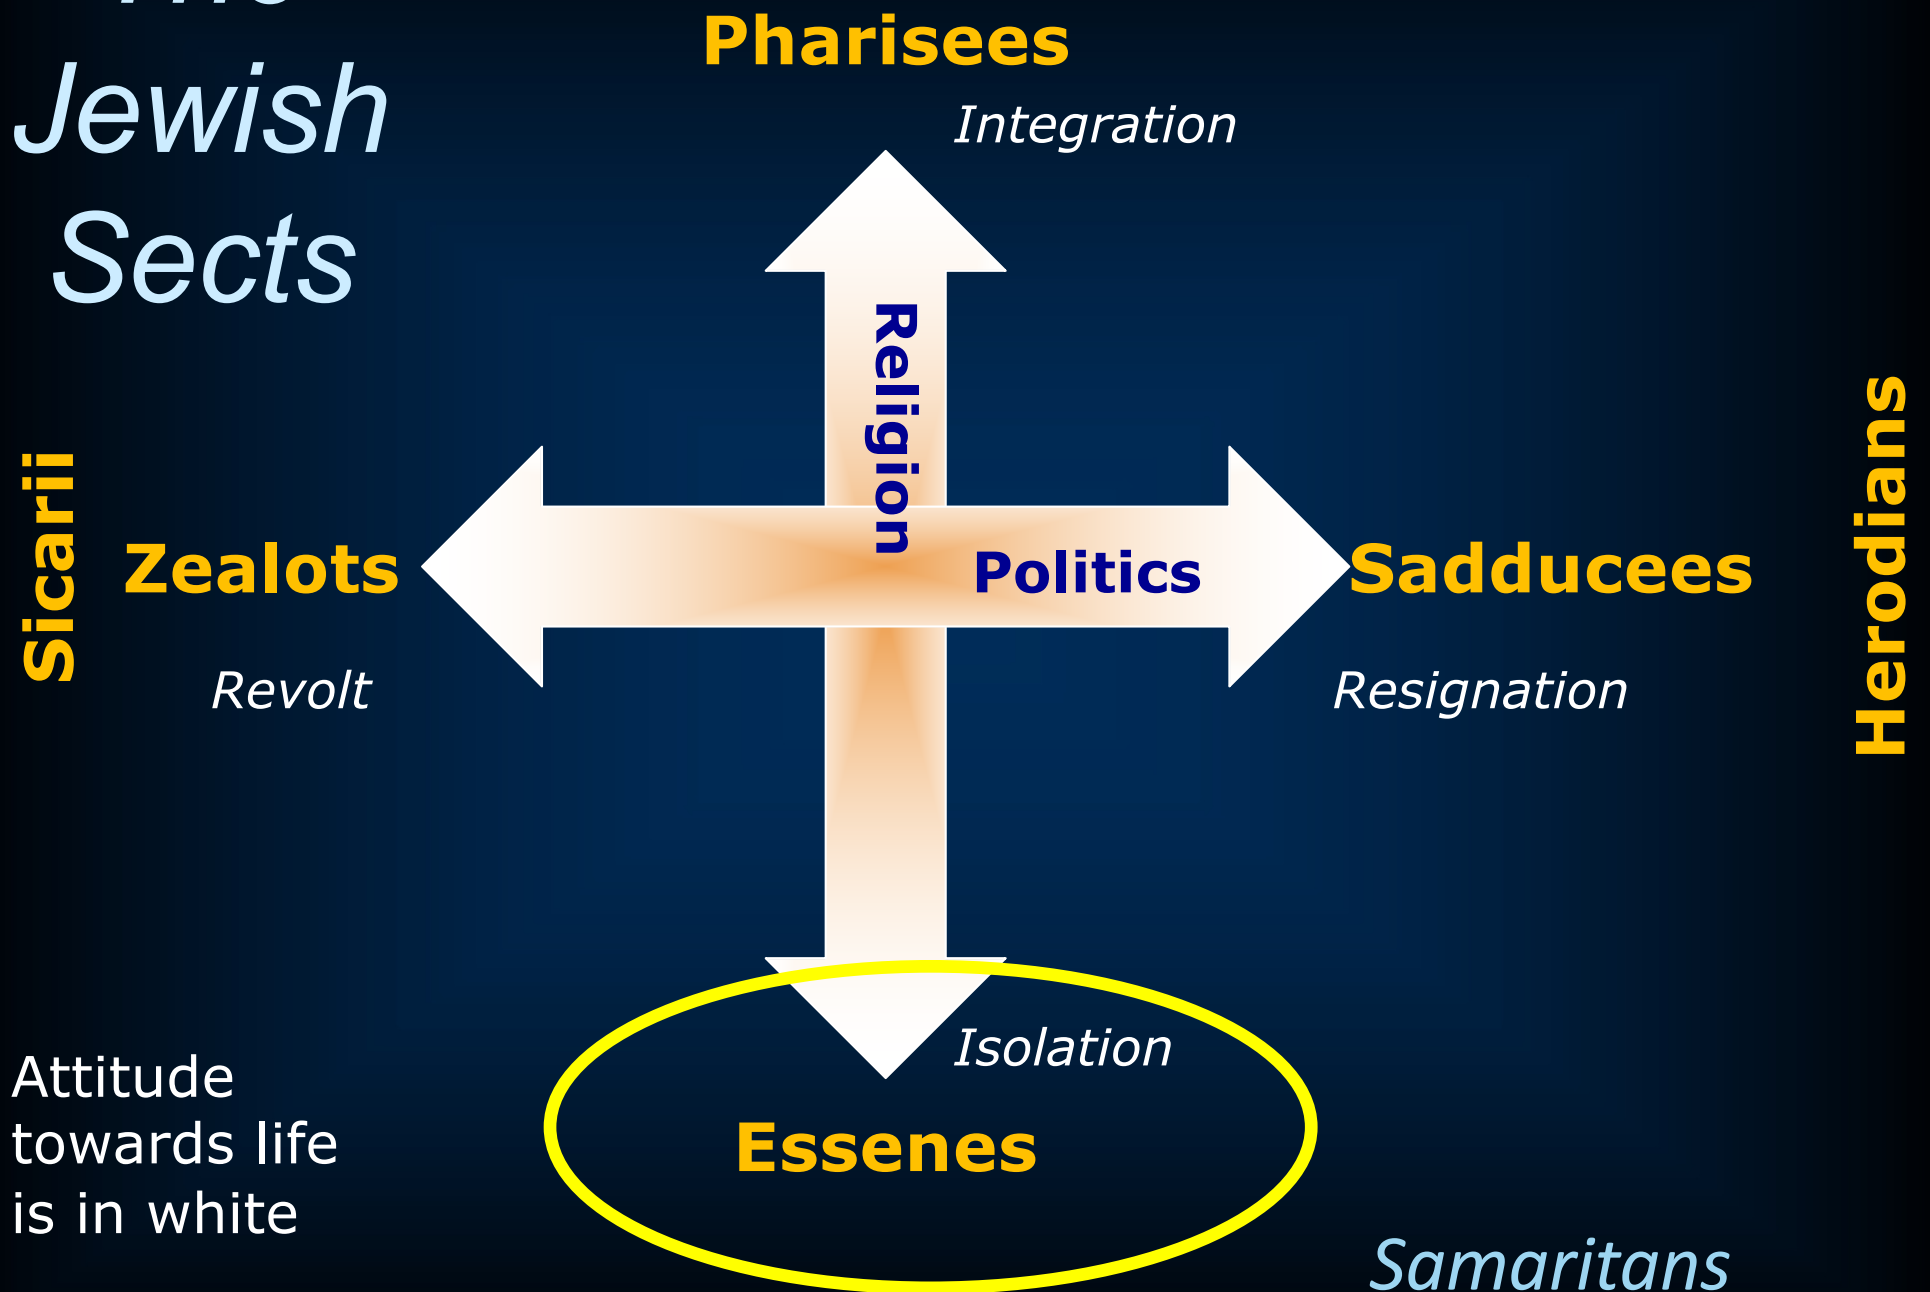 Jewish
Sects
Pharisees
Integration
Religion
Politics
Sicarii
Zealots
Revolt
Sadducees
Resignation
Herodians
Isolation
Essenes
Attitude
towards life
is in white
Samaritans